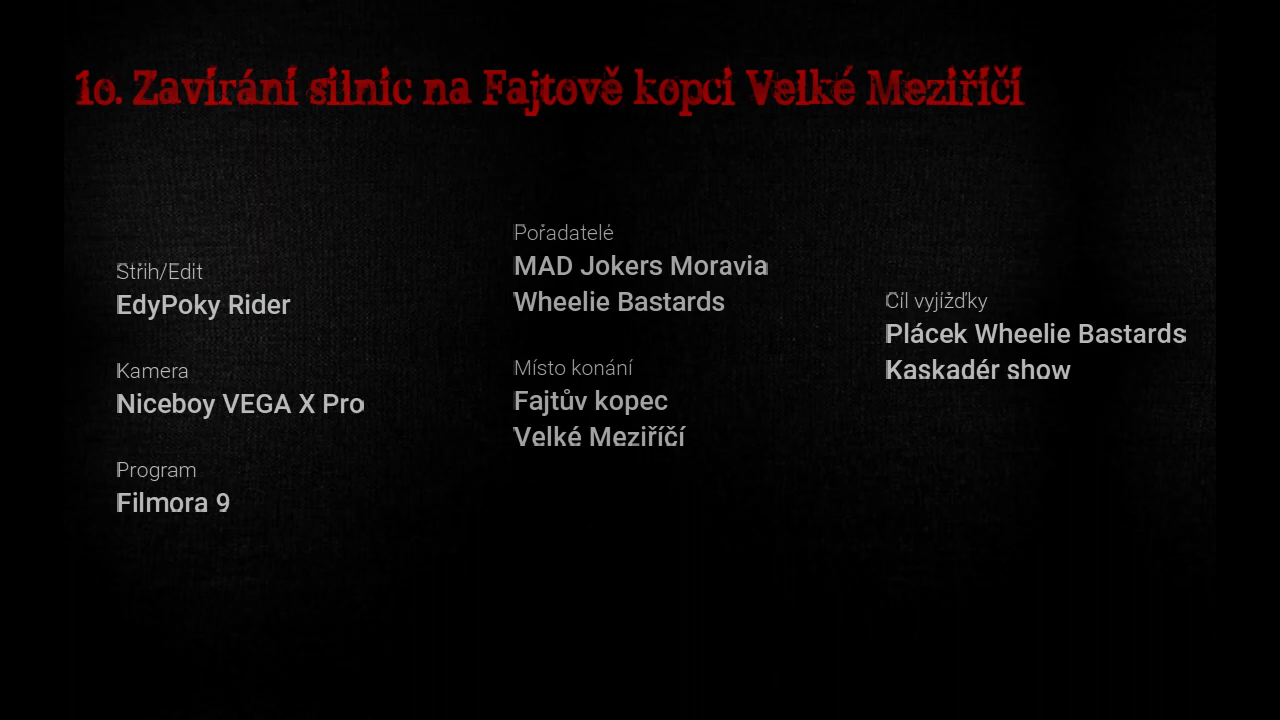 1o. Zavírání silnic na Fajtově kopci Velké Meziříčí
Střih/Edit
EdyPoky Rider
Kamera
Niceboy VEGA X Pro
Program
Filmora 9
Pořadatelé
MAD Jokers Moravia
Wheelie Bastards
Místo konání
Fajtův kopec
Velké Meziříčí
Cíl vyjížďky
Plácek Wheelie Bastards
Kaskadér show